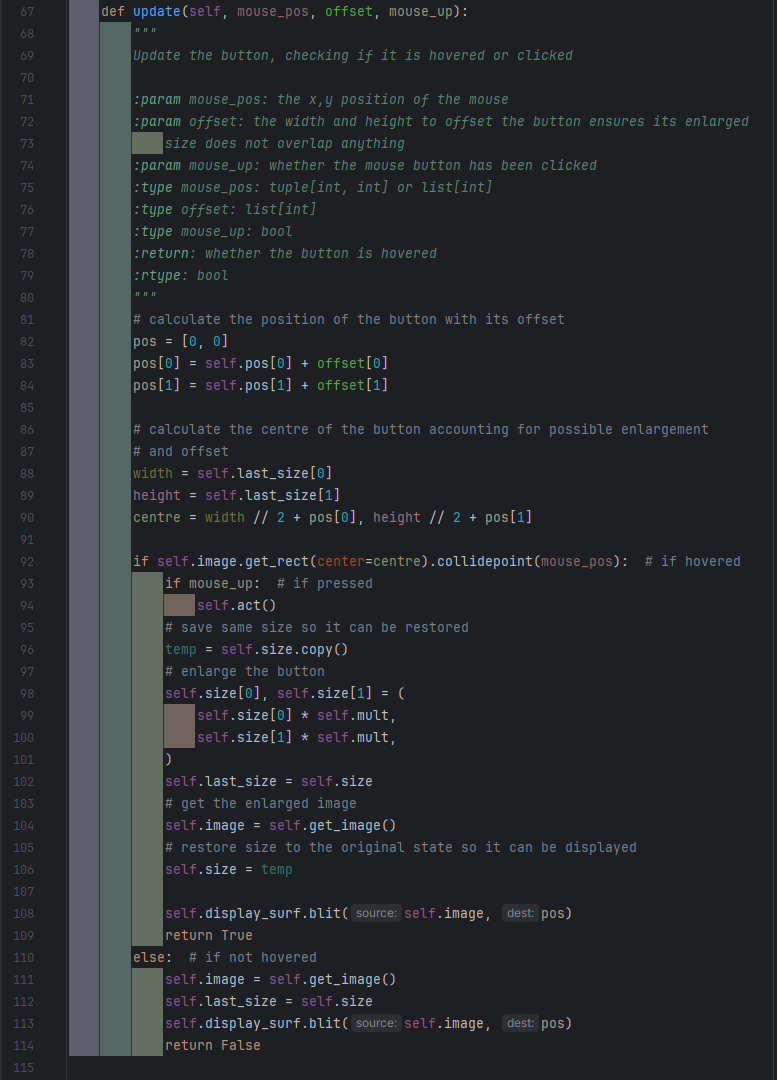 67 def update(self, mouse_pos, offset, mouse_up):
68 """
69 Update the button, checking if it is hovered or clicked
70
71 :param mouse_pos: the x,y position of the mouse
72 :param offset: the width and height to offset the button ensures its enlarged
73 size does not overlap anything
74 :param mouse_up: whether the mouse button has been clicked
75 :type mouse_pos: tuple[int, int] or list[int]
76 :type offset: list[int]
77 :type mouse_up: bool
78 :return: whether the button is hovered
79 :rtype: bool
80 """
81 # calculate the position of the button with its offset
82 pos = [0, 0]
83 pos[0] = self.pos[0] + offset[0]
84 pos[1] = self.pos[1] + offset[1]
85
86 # calculate the centre of the button accounting for possible enlargement
87 # and offset
88 width = self.last_size[0]
89 height = self.last_size[1]
90 centre = width // 2 + pos[0], height // 2 + pos[1]
91
92 if self.image.get_rect(center=centre).collidepoint(mouse_pos):  # if hovered
93 if mouse_up:  # if pressed
94 self.act()
95 # save same size so it can be restored
96 temp = self.size.copy()
97 # enlarge the button
98 self.size[0], self.size[1] = (
99 self.size[0] * self.mult,
100 self.size[1] * self.mult,
101 )
102 self.last_size = self.size
103 # get the enlarged image
104 self.image = self.get_image()
105 # restore size to the original state so it can be displayed
106 self.size = temp
107
108 self.display_surf.blit( source: self.image, dest: pos)
109 return True
110 else:  # if not hovered
111 self.image = self.get_image()
112 self.last_size = self.size
113 self.display_surf.blit( source: self.image, dest: pos)
114 return False
115